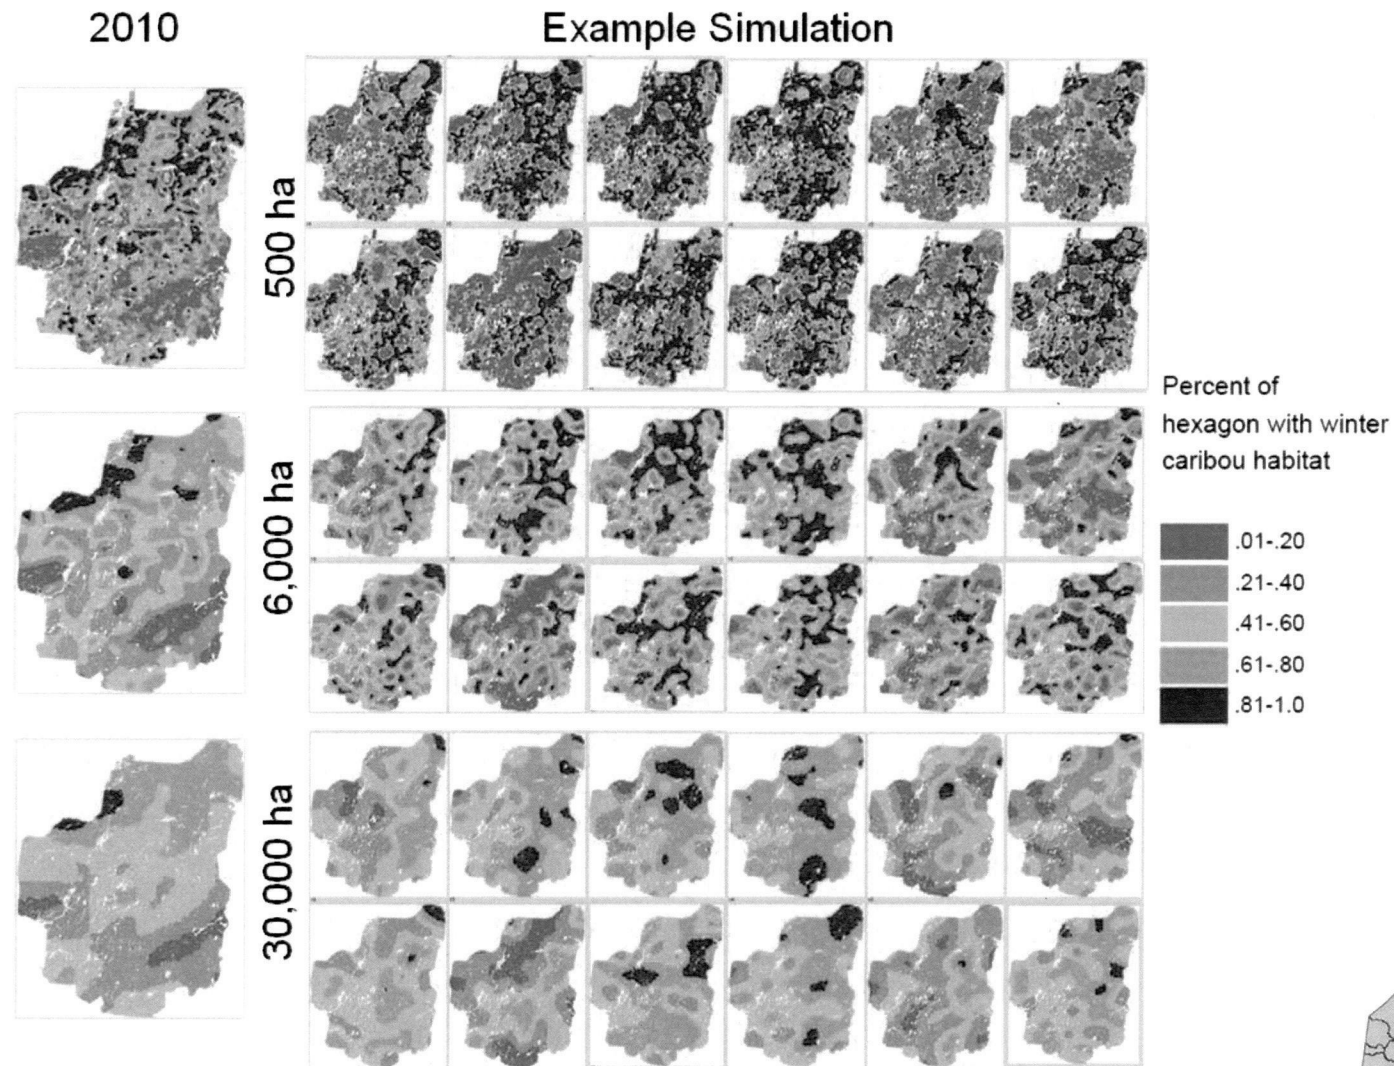 2010
Example Simulation
500 ha
6,000 ha
30,000 ha
Percent of
hexagon with winter
caribou habitat
.01-.20
.21-.40
.41-.60
.61-.80
.81-1.0